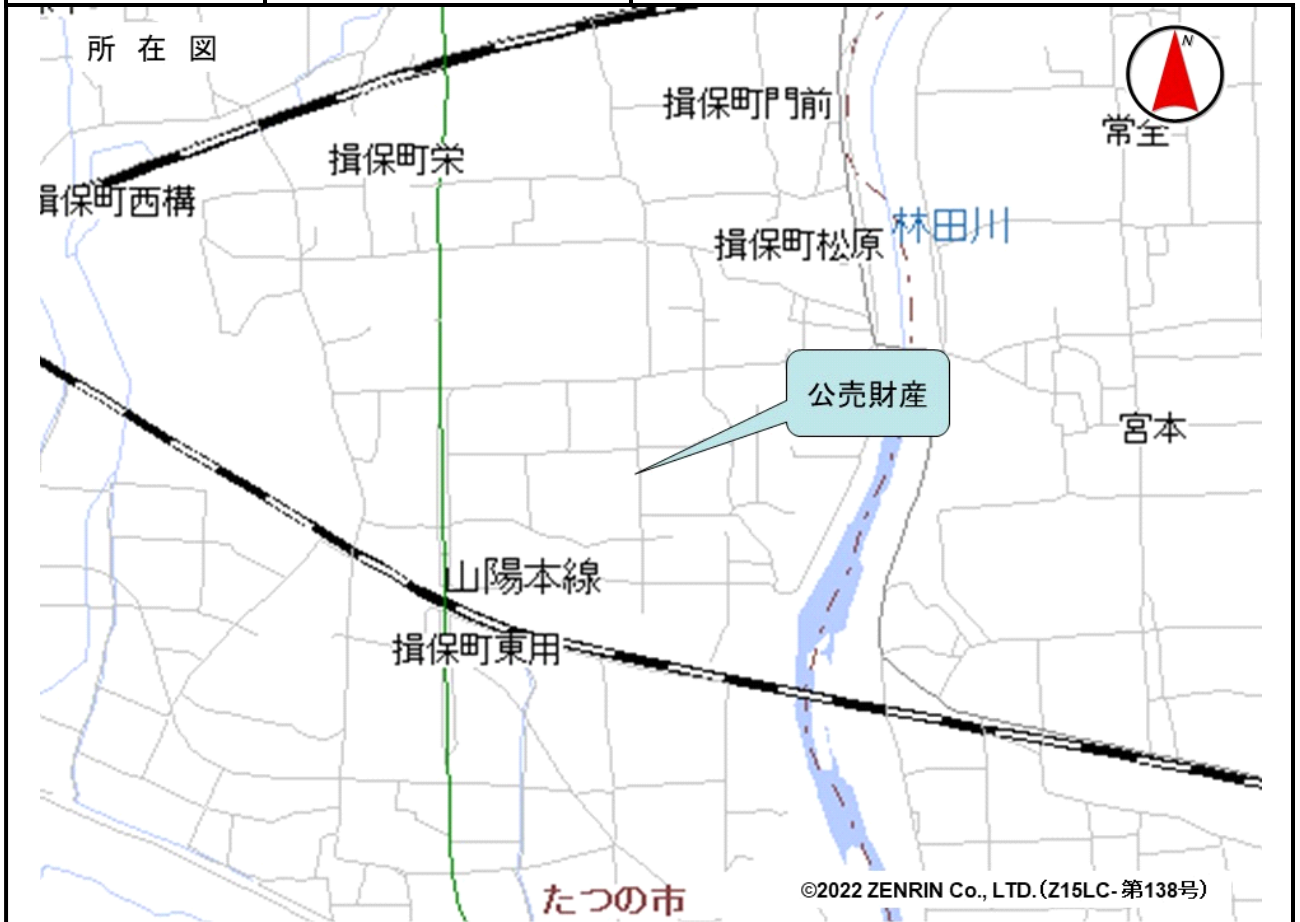 所在図
N
揖保町門前
常全
揖保町栄
揖保町西構
林田川
揖保町松原
公売財産
宮本
山陽本線
揖保町東用
たつの市
©2022 ZENRIN Co., LTD.(Z15LC-第138号)